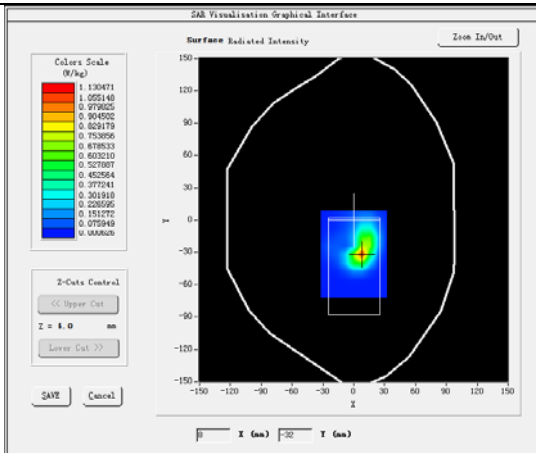 SAR Visualisation Graphical Interface
Surface Radiated Intensity
Zoom In/Out
Colors Scale
(W/kg)
1.130471
1.055148
0.979825
0.904502
0.829179
0.753856
0.678533
0.603210
0.527887
0.452564
0.377241
0.301918
0.226595
0.151272
0.075949
0.000626
150
120
90
60
30
0
-30
-60
-90
-120
-150
Y
-150 -120 -90 -60 -30 0 30 60 90 120 150
X
Z-Cuts Control
<< Upper Cut
Z = 4.0 mm
Lower Cut >>
SAVE Cancel
8 X (mm) -32 Y (mm)